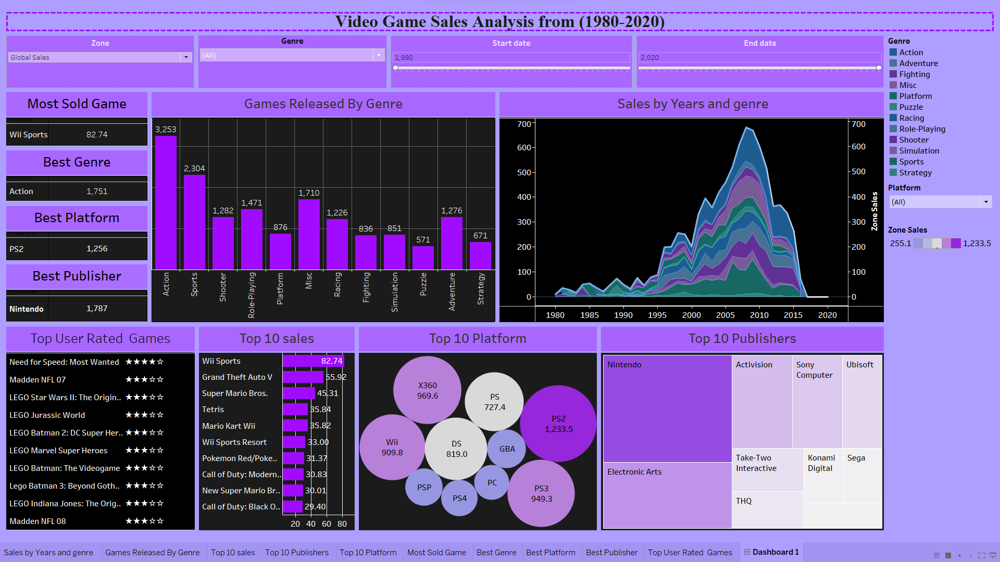 Video Game Sales Analysis from (1980-2020)
Zone
Global Sales
Genre
(All)
Start date
1,980
End date
2,020
Genre
Action
Adventure
Fighting
Misc
Platform
Puzzle
Racing
Role-Playing
Shooter
Simulation
Sports
Strategy
Platform
(All)
Zone Sales
255.1 1,233.5
Most Sold Game
Wii Sports 82.74
Best Genre
Action 1,751
Best Platform
Platform
PS2 1,256
Best Publisher
Publisher
Nintendo 1,787
Games Released By Genre
3,253
2,304
1,282
1,471
876
1,710
1,226
836
851
571
1,276
671
Action
Sports
Shooter
Role-Playing
Platform
Misc
Racing
Fighting
Simulation
Puzzle
Adventure
Strategy
Sales by Years and genre
700
600
500
400
300
200
100
0
700
600
500
400
300
200
100
0
Zone Sales
1980 1985 1990 1995 2000 2005 2010 2015 2020
Top User Rated  Games
Need for Speed: Most Wanted ★★★★☆
Madden NFL 07 ★★★☆☆
LEGO Star Wars II: The Origin.. ★★★☆☆
LEGO Jurassic World ★★★☆☆
LEGO Batman 2: DC Super Her.. ★★★☆☆
LEGO Marvel Super Heroes ★★★☆☆
LEGO Batman: The Videogame ★★★☆☆
Lego Batman 3: Beyond Goth.. ★★★☆☆
LEGO Indiana Jones: The Orig.. ★★★☆☆
Madden NFL 08 ★★★☆☆
Top 10 sales
Wii Sports 82.74
Grand Theft Auto V 55.92
Super Mario Bros. 45.31
Tetris 35.84
Mario Kart Wii 35.82
Wii Sports Resort 33.00
Pokemon Red/Poke.. 31.37
Call of Duty: Modern.. 30.83
New Super Mario Br.. 30.01
Call of Duty: Black O.. 29.40
20 40 60 80
Top 10 Platform
X360
969.6
PS
727.4
PS2
1,233.5
Wii
909.8
DS
819.0
GBA
PSP
PS4
PC
PS3
949.3
Top 10 Publishers
Nintendo
Electronic Arts
Activision
Sony
Computer
Ubisoft
Take-Two
Interactive
THQ
Konami
Digital
Sega
Sales by Years and genre Games Released By Genre Top 10 sales Top 10 Publishers Top 10 Platform Most Sold Game Best Genre Best Platform Best Publisher Top User Rated  Games Dashboard 1